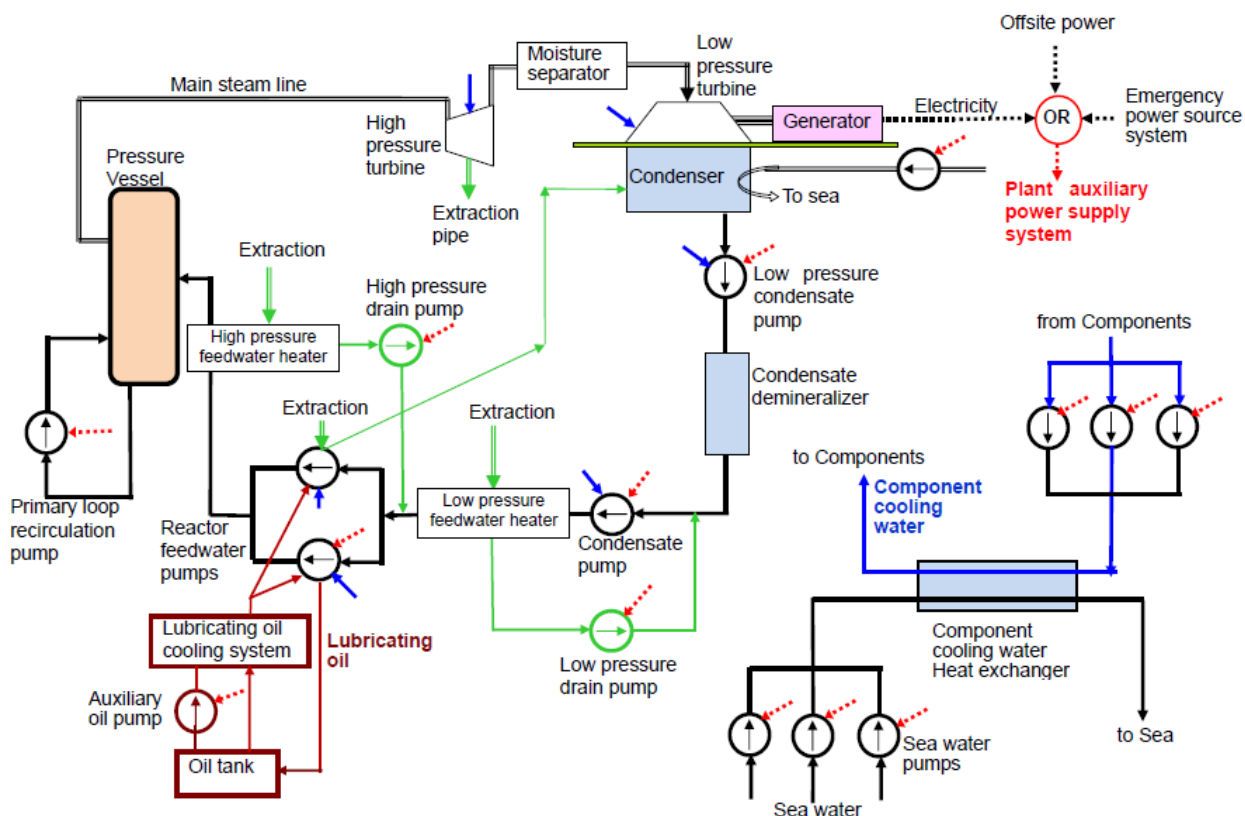 Offsite power
Moisture
separator
Low
pressure
turbine
Main steam line
Electricity
Emergency
power source
system
OR
Generator
High
pressure
turbine
Pressure
Vessel
Condenser
To sea
Plant auxiliary
power supply
system
Extraction
pipe
Extraction
High pressure
drain pump
Low pressure
condensate
pump
High pressure
feedwater heater
from Components
Condensate
demineralizer
Extraction
Extraction
to Components
Component
cooling
water
Low pressure
feedwater heater
Primary loop
recirculation
pump
Reactor
feedwater
pumps
Condensate
pump
Lubricating oil
cooling system
Lubricating
oil
Component
cooling water
Heat exchanger
Low pressure
drain pump
Auxiliary
oil pump
Oil tank
Sea water
pumps
to Sea
Sea water